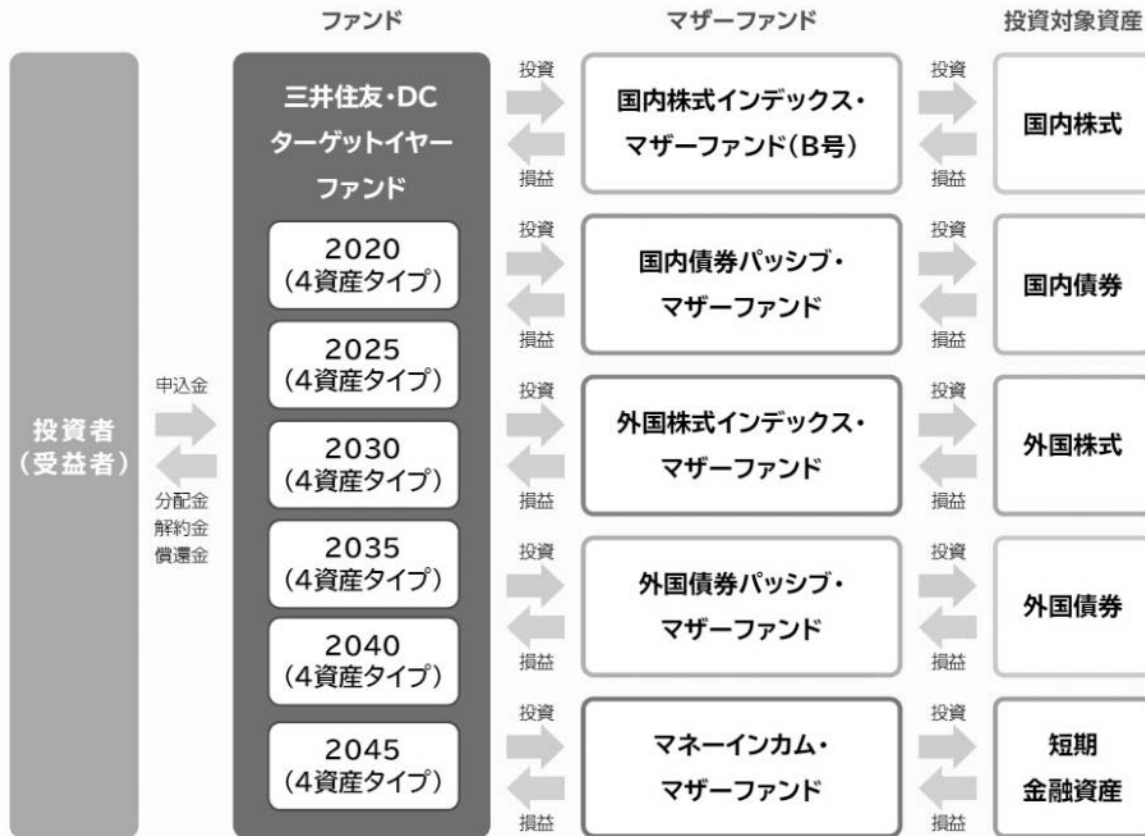 ファンド
マザーファンド
投資対象資産
投資者
(受益者)
申込金
分配金
解約金
償還金
三井住友・DC
ターゲットイヤー
ファンド
2020
(4資産タイプ)
2025
(4資産タイプ)
2030
(4資産タイプ)
2035
(4資産タイプ)
2040
(4資産タイプ)
2045
(4資産タイプ)
投資
損益
国内株式インデックス・
マザーファンド(B号)
投資
損益
国内株式
投資
損益
国内債券パッシブ・
マザーファンド
投資
損益
国内債券
投資
損益
外国株式インデックス・
マザーファンド
投資
損益
外国株式
投資
損益
外国債券パッシブ・
マザーファンド
投資
損益
外国債券
投資
損益
マネーインカム・
マザーファンド
投資
損益
短期
金融資産